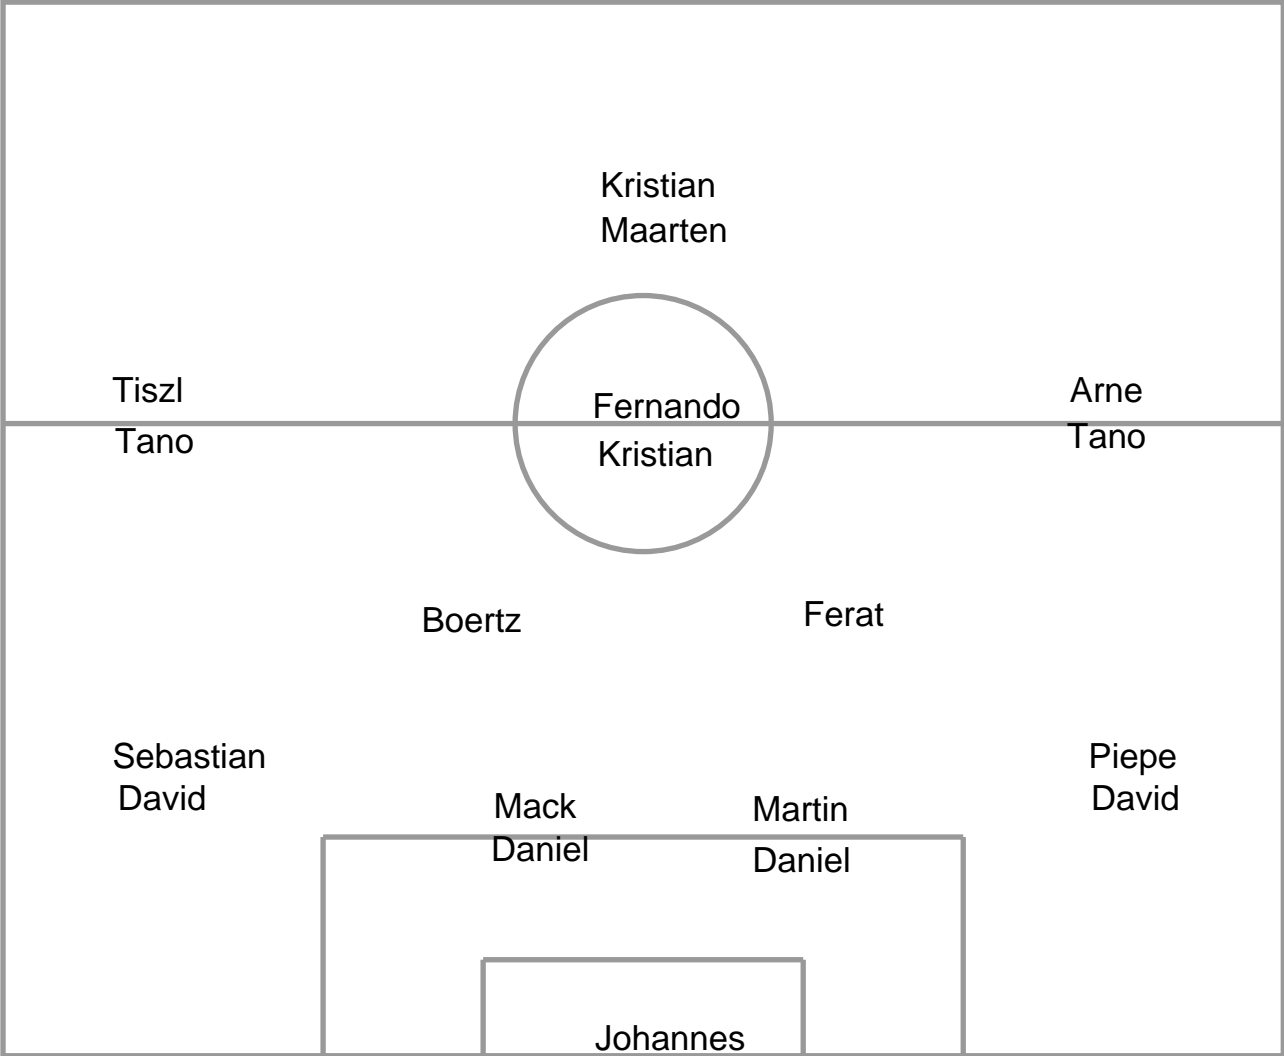 Kristian
Maarten
Tiszl
Fernando
Arne
Tano
Kristian
Tano
Boertz
Ferat
Sebastian
David
Piepe
David
Mack
Daniel
Martin
Daniel
Johannes